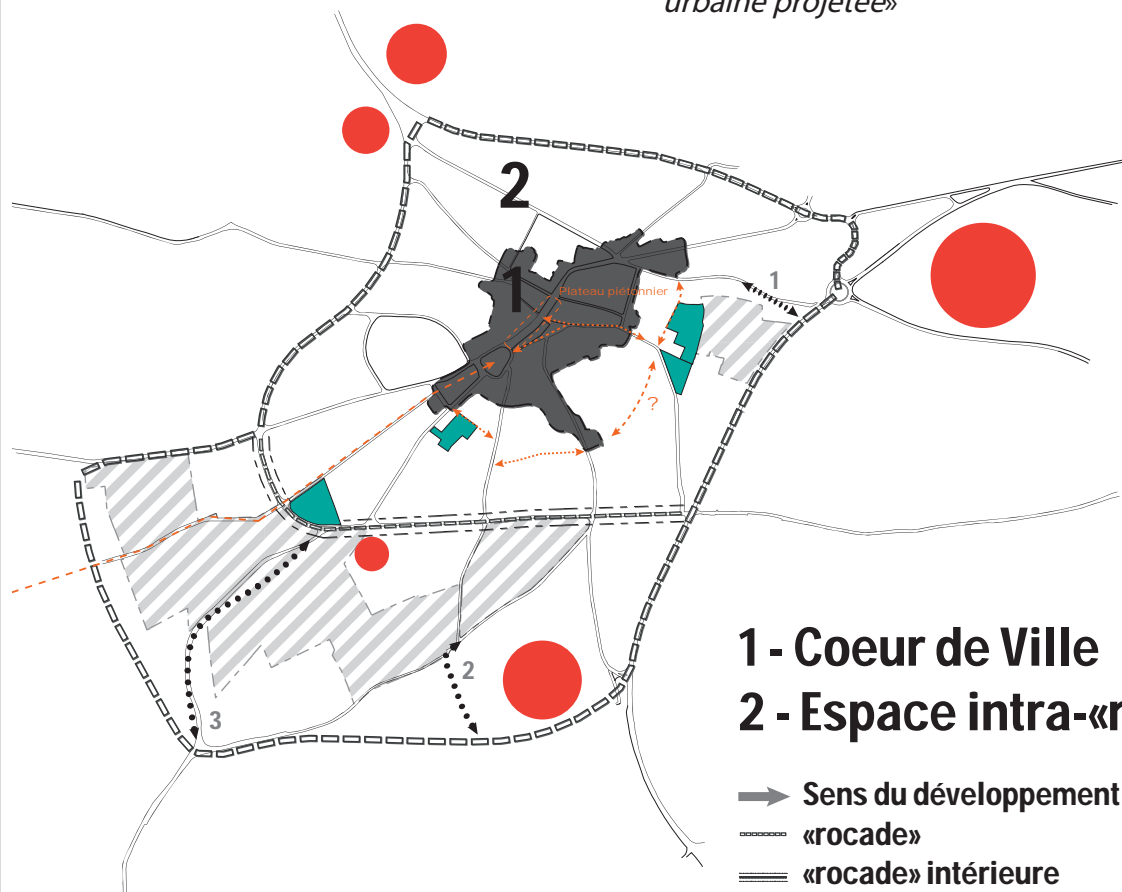 urbaine projetée»
2
1
Plateau piétonnier
1
?
2
3
1 - Coeur de Ville
2 - Espace intra-«r
Sens du développement
«rocade»
«rocade» intérieure